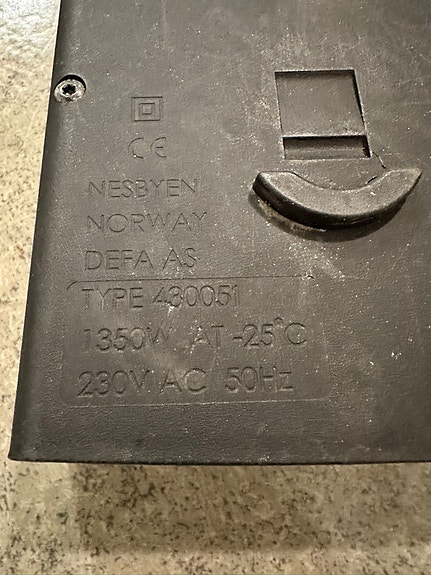 CE
NESBYEN
NORWAY
DEFA AS
TYPE 430051
1350W AT -25°C
230V AC 50Hz